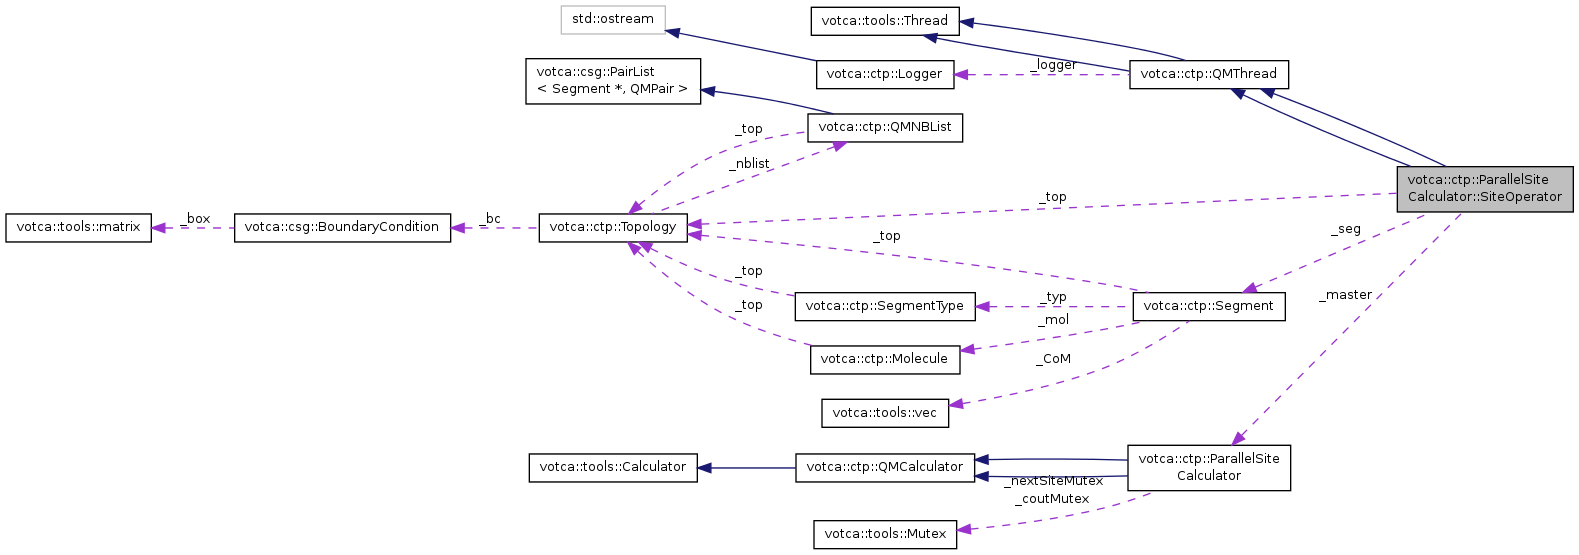 std::ostream
votca::tools::Thread
votca::csg::PairList
< Segment *, QMPair >
votca::ctp::Logger
_logger
votca::ctp::QMThread
votca::ctp::QMNBList
_top
_nblist
votca::ctp::ParallelSite
Calculator::SiteOperator
_top
votca::tools::matrix
_box
votca::csg::BoundaryCondition
_bc
votca::ctp::Topology
_top
_seg
_top
votca::ctp::SegmentType
_typ
votca::ctp::Segment
_master
_top
_mol
votca::ctp::Molecule
_CoM
votca::tools::vec
votca::tools::Calculator
votca::ctp::QMCalculator
votca::ctp::ParallelSite
Calculator
_nextSiteMutex
_coutMutex
votca::tools::Mutex